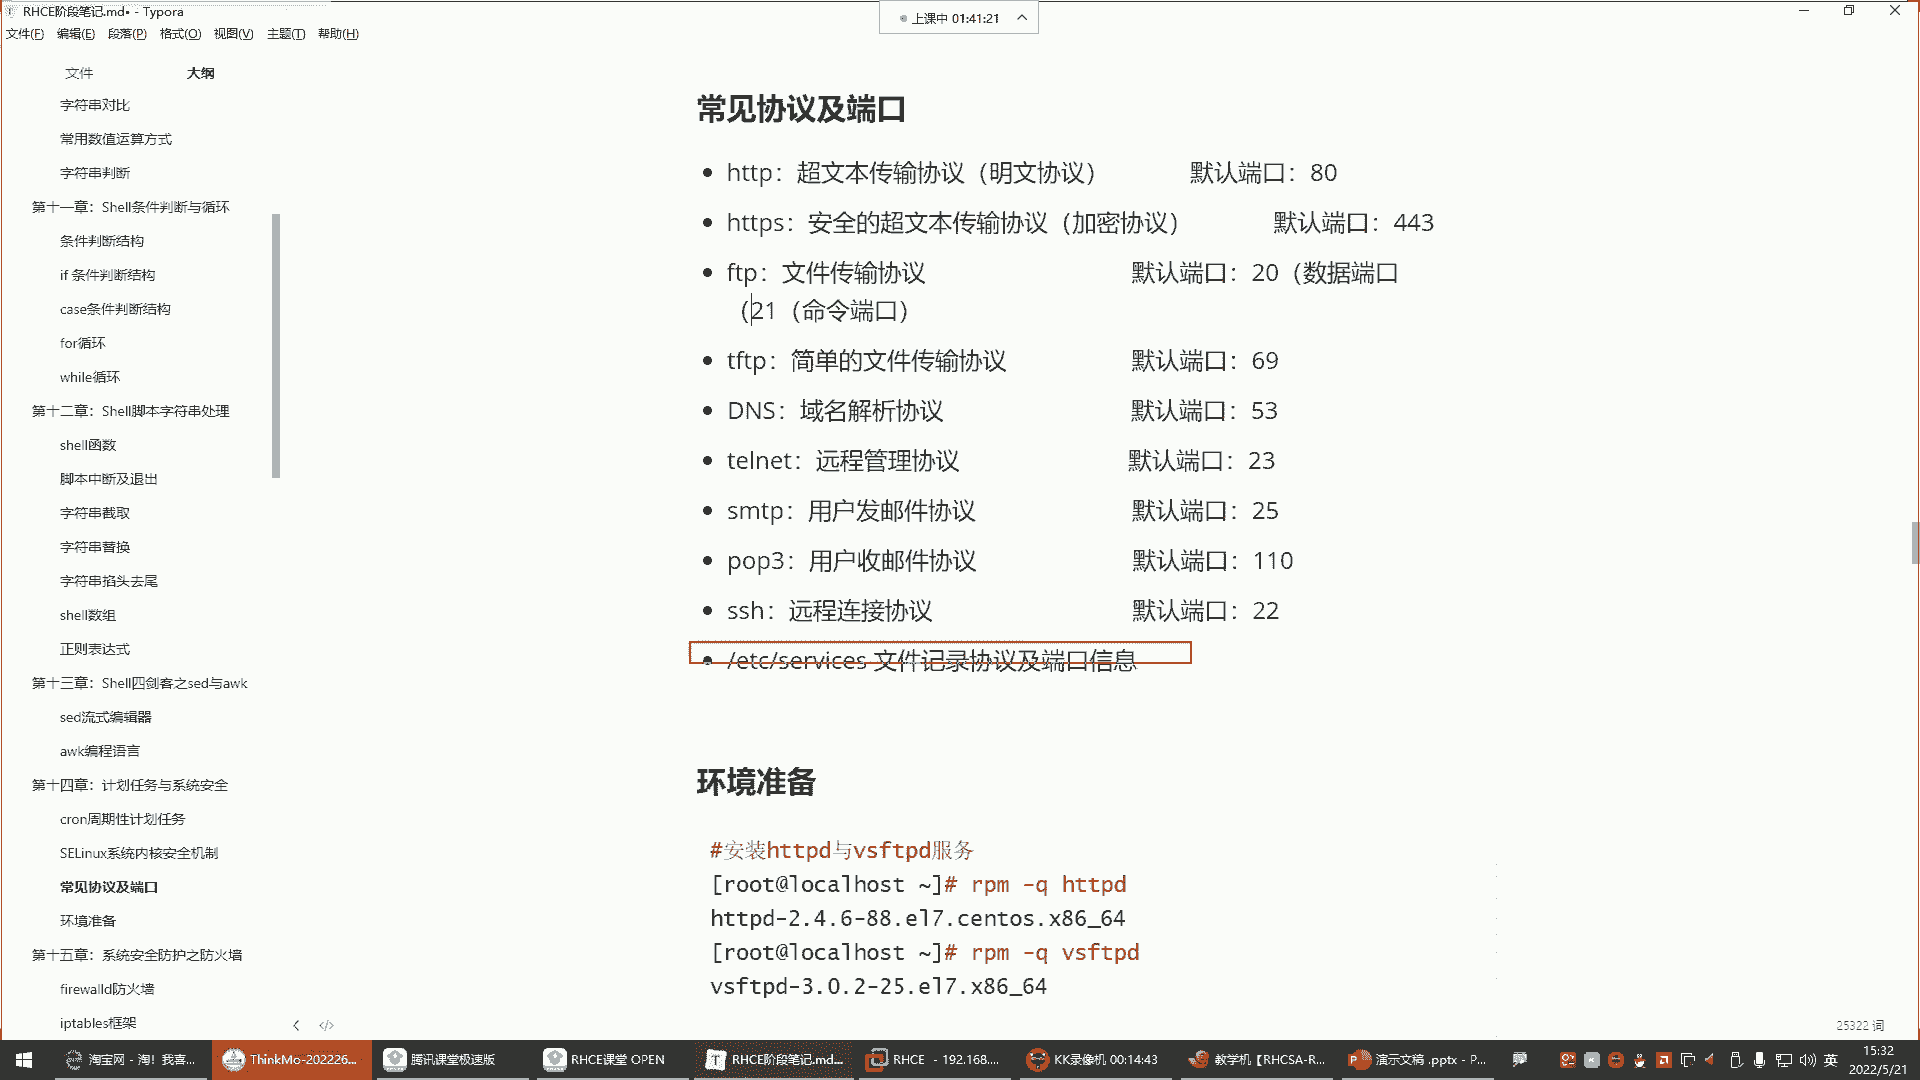 RHCE阶段笔记.md• - Typora
上课中 01:41:21
文件(F) 编辑(E) 段落(P) 格式(O) 视图(V) 主题(T) 帮助(H)
文件 大纲
字符串对比
常用数值运算方式
字符串判断
第十一章：Shell条件判断与循环
条件判断结构
if 条件判断结构
case条件判断结构
for循环
while循环
第十二章：Shell脚本字符串处理
shell函数
脚本中断及退出
字符串截取
字符串替换
字符串掐头去尾
shell数组
正则表达式
第十三章：Shell四剑客之sed与awk
sed流式编辑器
awk编程语言
第十四章：计划任务与系统安全
cron周期性计划任务
SELinux系统内核安全机制
常见协议及端口
环境准备
第十五章：系统安全防护之防火墙
firewalld防火墙
iptables框架
常见协议及端口
• http：超文本传输协议（明文协议） 默认端口：80
• https：安全的超文本传输协议（加密协议） 默认端口：443
• ftp：文件传输协议 默认端口：20（数据端口
（21（命令端口）
• tftp：简单的文件传输协议 默认端口：69
• DNS：域名解析协议 默认端口：53
• telnet：远程管理协议 默认端口：23
• smtp：用户发邮件协议 默认端口：25
• pop3：用户收邮件协议 默认端口：110
• ssh：远程连接协议 默认端口：22
• /etc/services 文件记录协议及端口信息
环境准备
#安装httpd与vsftpd服务
[root@localhost ~]# rpm -q httpd
httpd-2.4.6-88.el7.centos.x86_64
[root@localhost ~]# rpm -q vsftpd
vsftpd-3.0.2-25.el7.x86_64
25322 词
淘宝网 - 淘！我喜... ThinkMo-202226... 腾讯课堂极速版 RHCE课堂 OPEN RHCE阶段笔记.md... RHCE - 192.168.... KK录像机 00:14:43 教学机【RHCSA-R... 演示文稿 .pptx - P... 英 15:32
2022/5/21